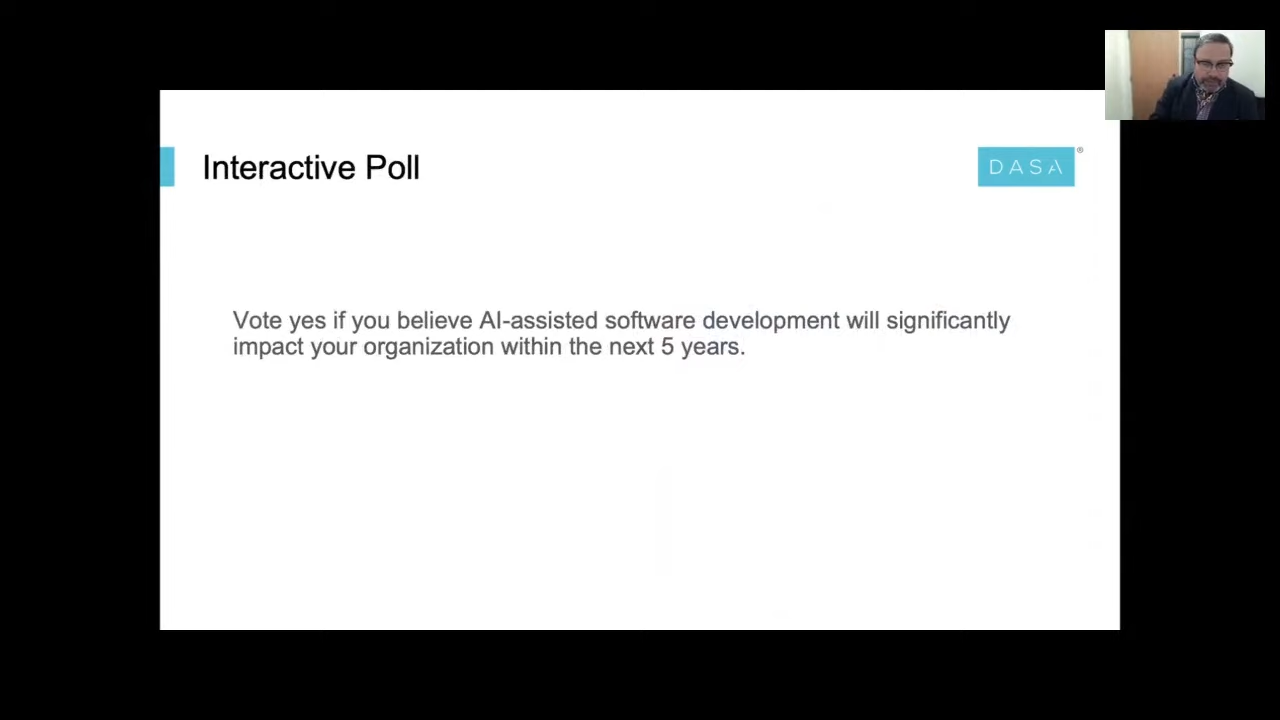 Interactive Poll
DASA®
Vote yes if you believe AI-assisted software development will significantly
impact your organization within the next 5 years.